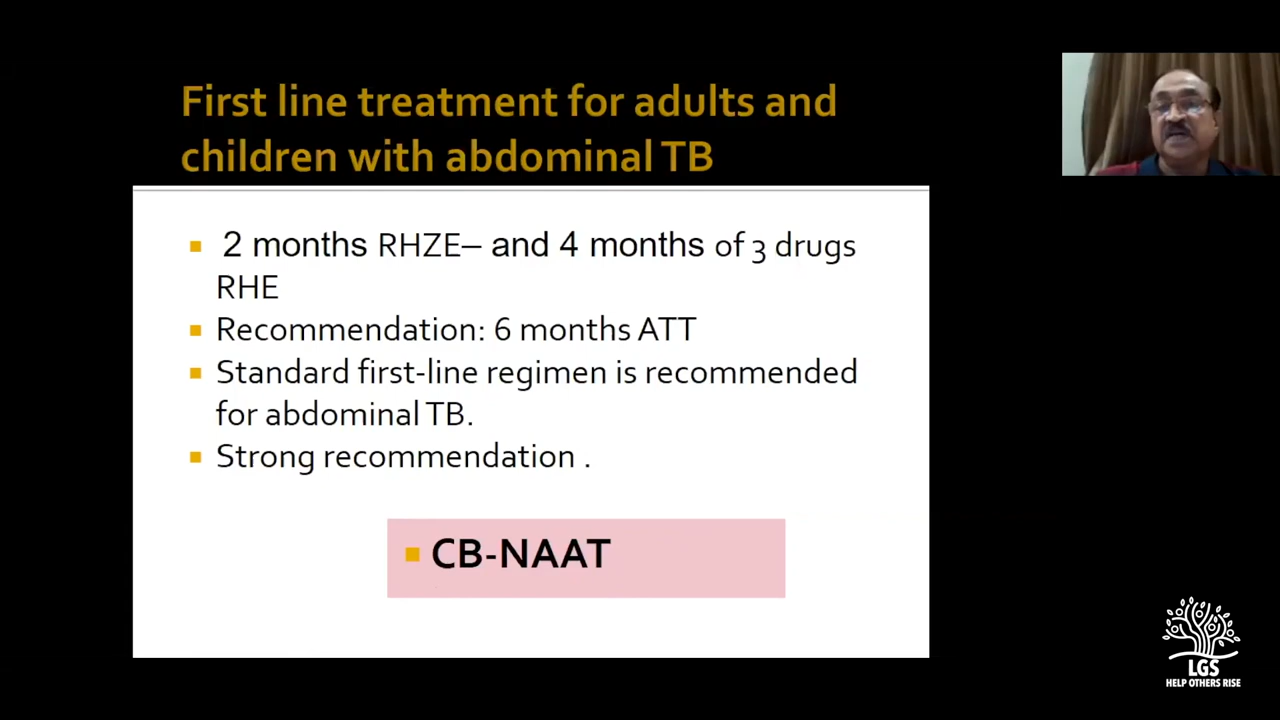 First line treatment for adults and
children with abdominal TB
2 months RHZE– and 4 months of 3 drugs
RHE
Recommendation: 6 months ATT
Standard first-line regimen is recommended
for abdominal TB.
Strong recommendation .
CB-NAAT
LGS
HELP OTHERS RISE